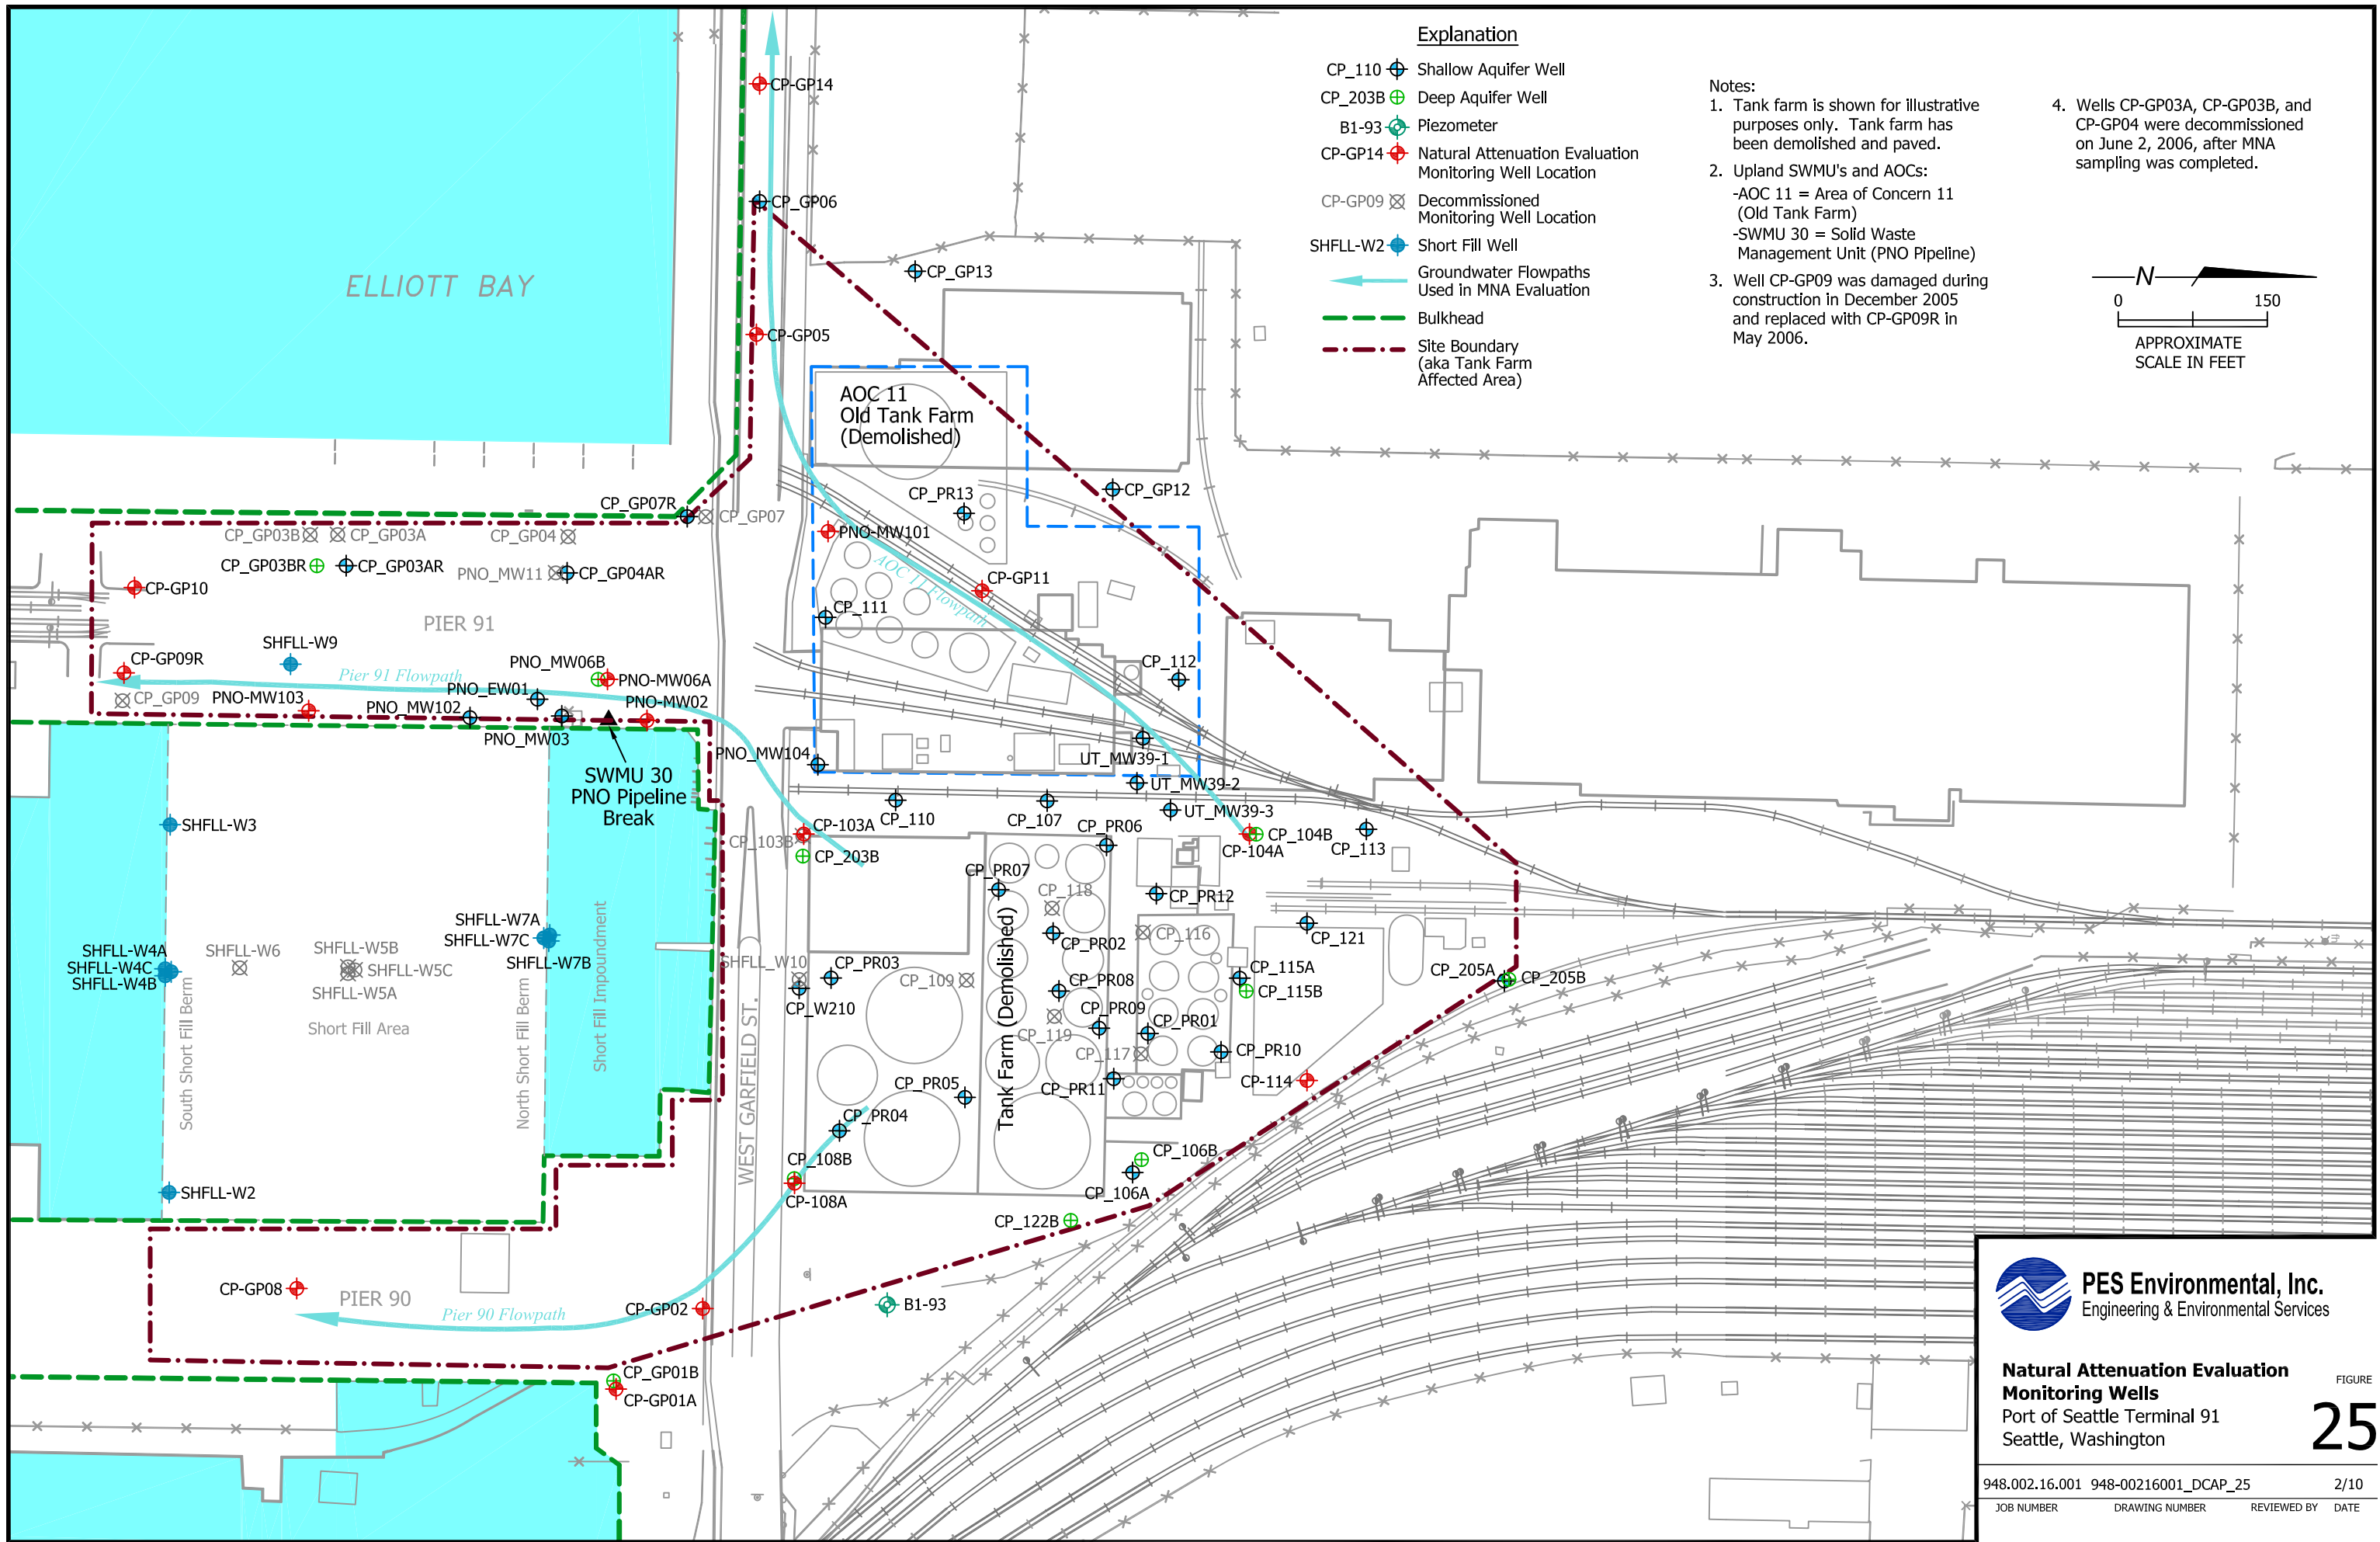 Explanation
CP_110 Shallow Aquifer Well
CP_203B Deep Aquifer Well
B1-93 Piezometer
CP-GP14 Natural Attenuation Evaluation
Monitoring Well Location
CP-GP09 Decommissioned
Monitoring Well Location
SHFLL-W2 Short Fill Well
Groundwater Flowpaths
Used in MNA Evaluation
Bulkhead
Site Boundary
(aka Tank Farm
Affected Area)
Notes:
1. Tank farm is shown for illustrative
purposes only. Tank farm has
been demolished and paved.
2. Upland SWMU's and AOCs:
-AOC 11 = Area of Concern 11
(Old Tank Farm)
-SWMU 30 = Solid Waste
Management Unit (PNO Pipeline)
3. Well CP-GP09 was damaged during
construction in December 2005
and replaced with CP-GP09R in
May 2006.
4. Wells CP-GP03A, CP-GP03B, and
CP-GP04 were decommissioned
on June 2, 2006, after MNA
sampling was completed.
N
0 150
APPROXIMATE
SCALE IN FEET
CP-GP14
CP_GP06
CP_GP13
ELLIOTT BAY
CP-GP05
AOC 11
Old Tank Farm
(Demolished)
CP_PR13
CP_GP12
CP_GP07R
CP_GP07
CP_GP03B
CP_GP03A
CP_GP04
PNO-MW101
CP_GP03BR
CP_GP03AR
PNO_MW11
CP_GP04AR
AOC 11 Flowpath
CP-GP11
CP-GP10
CP_111
PIER 91
SHFLL-W9
CP-GP09R
PNO_MW06B
CP_112
Pier 91 Flowpath
PNO-MW06A
PNO_EW01
CP_GP09
PNO-MW103
PNO_MW102
PNO-MW02
PNO_MW03
PNO_MW104
UT_MW39-1
SWMU 30
PNO Pipeline
Break
UT_MW39-2
UT_MW39-3
SHFLL-W3
CP-103A
CP_110
CP_107
CP_PR06
CP_104B
CP-104A
CP_113
CP_103B
CP_203B
CP_PR07
CP_118
CP_PR12
SHFLL-W7A
SHFLL-W7C
SHFLL-W7B
CP_PR02
CP_116
CP_121
SHFLL-W4A
SHFLL-W4C
SHFLL-W4B
SHFLL-W6
SHFLL-W5B
SHFLL-W5C
SHFLL-W5A
SHFLL_W10
CP_PR03
CP_109
CP_PR08
CP_115A
CP_115B
CP_205A
CP_205B
CP_W210
Short Fill Area
South Short Fill Berm
North Short Fill Berm
Short Fill Impoundment
WEST GARFIELD ST.
Tank Farm (Demolished)
CP_PR09
CP_119
CP_PR01
CP_117
CP_PR10
CP_PR11
CP-114
CP_PR05
CP_PR04
CP_108B
CP-108A
CP_106B
CP_106A
SHFLL-W2
CP_122B
CP-GP08
PIER 90
Pier 90 Flowpath
CP-GP02
B1-93
CP_GP01B
CP-GP01A
PES Environmental, Inc.
Engineering & Environmental Services
Natural Attenuation Evaluation
Monitoring Wells
Port of Seattle Terminal 91
Seattle, Washington
FIGURE
25
948.002.16.001 948-00216001_DCAP_25 2/10
JOB NUMBER DRAWING NUMBER REVIEWED BY DATE